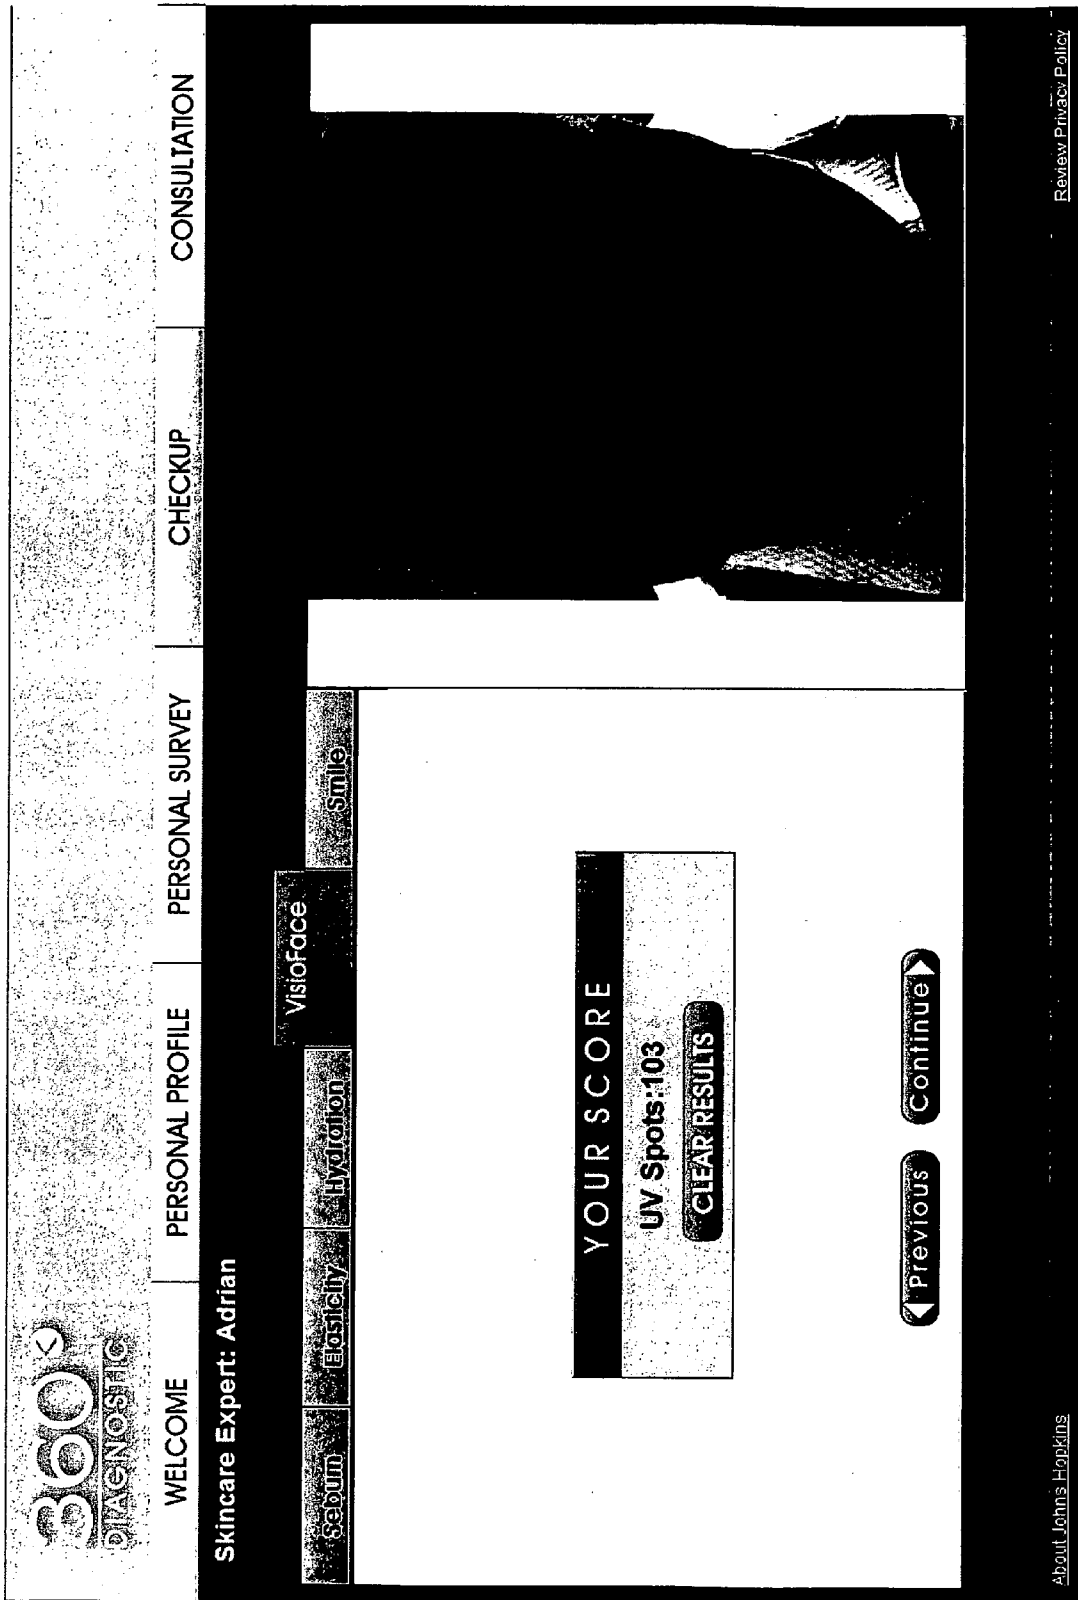 360°
DIAGNOSTIC
WELCOME
PERSONAL PROFILE
PERSONAL SURVEY
CHECKUP
CONSULTATION
Skincare Expert: Adrian
Sebum
Elasticity
Hydration
VisioFace
Smile
YOUR SCORE
UV Spots:103
CLEAR RESULTS
Previous
Continue
About Johns Hopkins
Review Privacy Policy